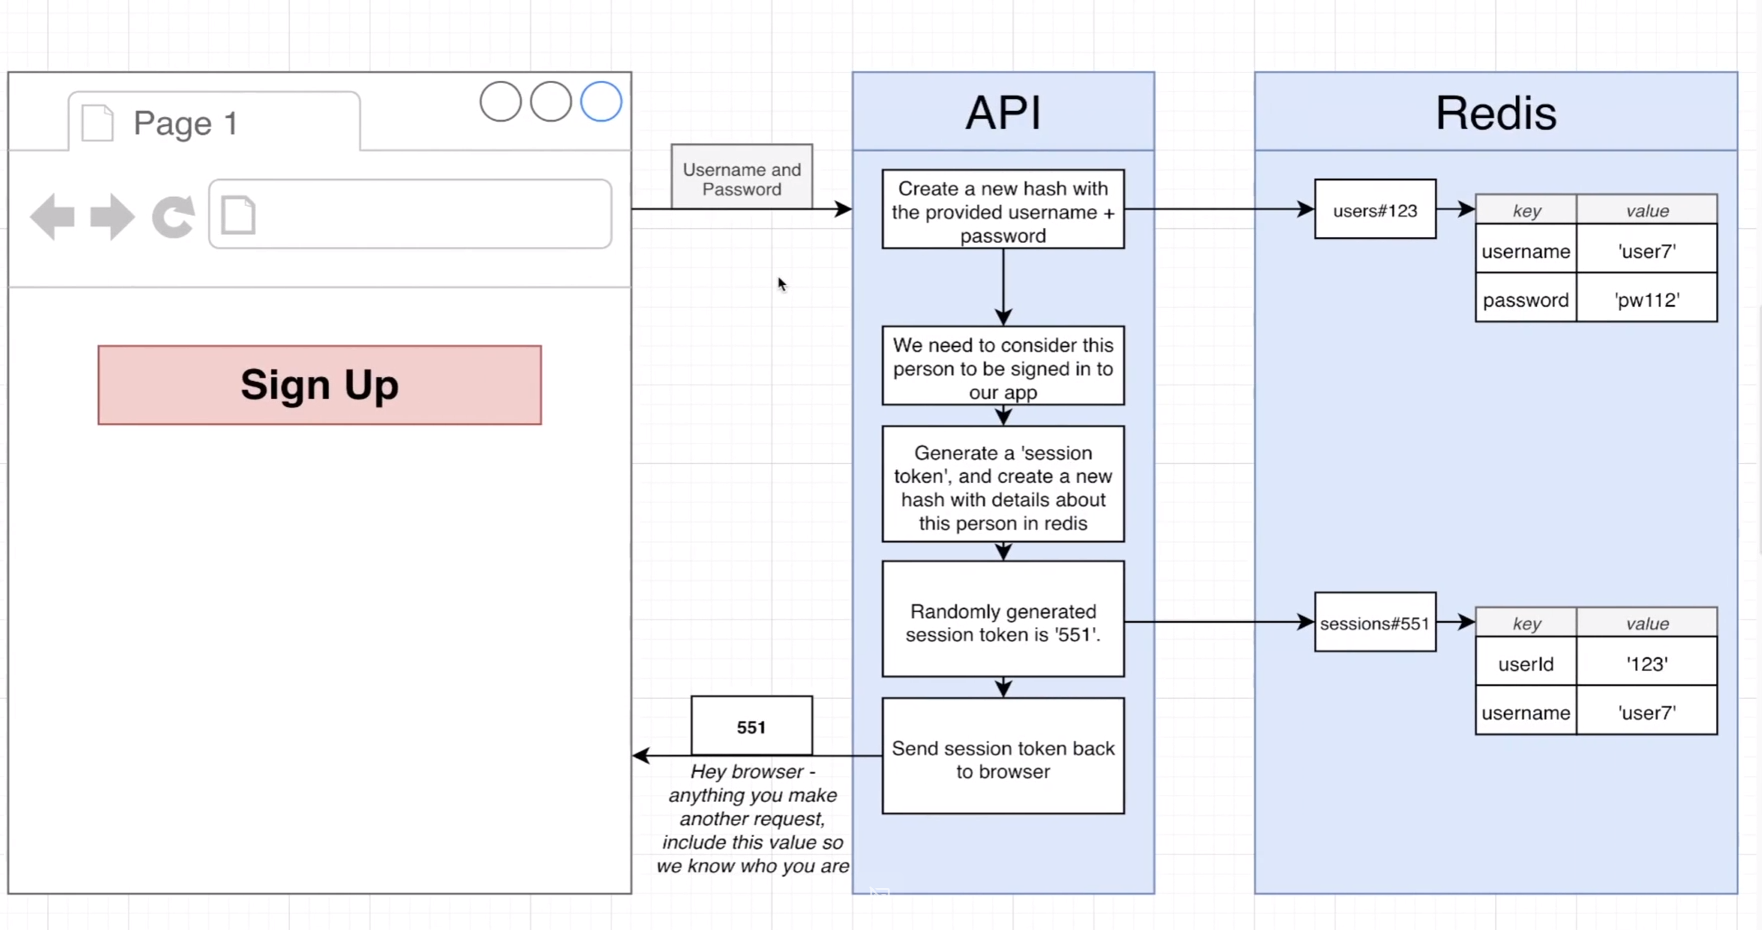 Page 1
Sign Up
Username and
Password
551
Hey browser -
anything you make
another request,
include this value so
we know who you are
API
Create a new hash with
the provided username +
password
We need to consider this
person to be signed in to
our app
Generate a 'session
token', and create a new
hash with details about
this person in redis
Randomly generated
session token is '551'.
Send session token back
to browser
Redis
users#123
key value
username 'user7'
password 'pw112'
sessions#551
key value
userId '123'
username 'user7'